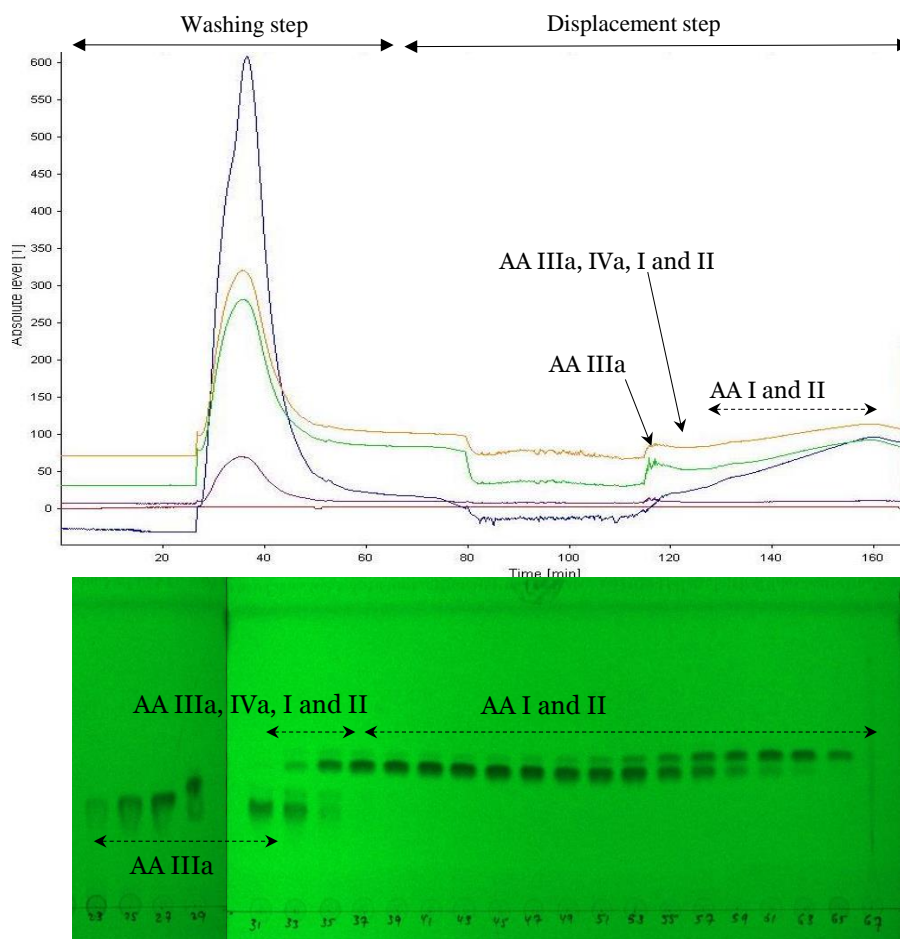 Washing step Displacement step
600
550
500
450
400
350
300
250
200
150
100
50
0
Absolute level [1]
AA IIIa, IVa, I and II
AA IIIa
AA I and II
20 40 60 80 100 120 140 160
Time [min]
AA IIIa, IVa, I and II AA I and II
AA IIIa
23 25 27 29 31 33 35 37 39 41 43 45 47 49 51 53 55 57 59 61 63 65 67